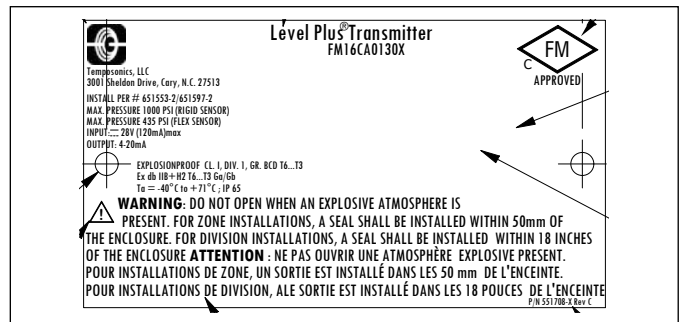 Level Plus® Transmitter
FM16CA0130X
FM
C
APPROVED
Temposonics, LLC
3001 Sheldon Drive, Cary, N.C. 27513
INSTALL PER # 651553-2/651597-2
MAX. PRESSURE 1000 PSI (RIGID SENSOR)
MAX. PRESSURE 435 PSI (FLEX SENSOR)
INPUT: ⎓ 28V (120mA)max
OUTPUT: 4-20mA
EXPLOSIONPROOF CL. I, DIV. 1, GR. BCD T6...T3
Ex db IIB+H2 T6...T3 Ga/Gb
Ta = -40°C to +71°C ; IP 65
WARNING: DO NOT OPEN WHEN AN EXPLOSIVE ATMOSPHERE IS
PRESENT. FOR ZONE INSTALLATIONS, A SEAL SHALL BE INSTALLED WITHIN 50mm OF
THE ENCLOSURE. FOR DIVISION INSTALLATIONS, A SEAL SHALL BE INSTALLED WITHIN 18 INCHES
OF THE ENCLOSURE ATTENTION : NE PAS OUVRIR UNE ATMOSPHÈRE EXPLOSIVE PRESENT.
POUR INSTALLATIONS DE ZONE, UN SORTIE EST INSTALLÉ DANS LES 50 mm DE L'ENCEINTE.
POUR INSTALLATIONS DE DIVISION, ALE SORTIE EST INSTALLÉ DANS LES 18 POUCES DE L'ENCEINTE
P/N 551708-X Rev C